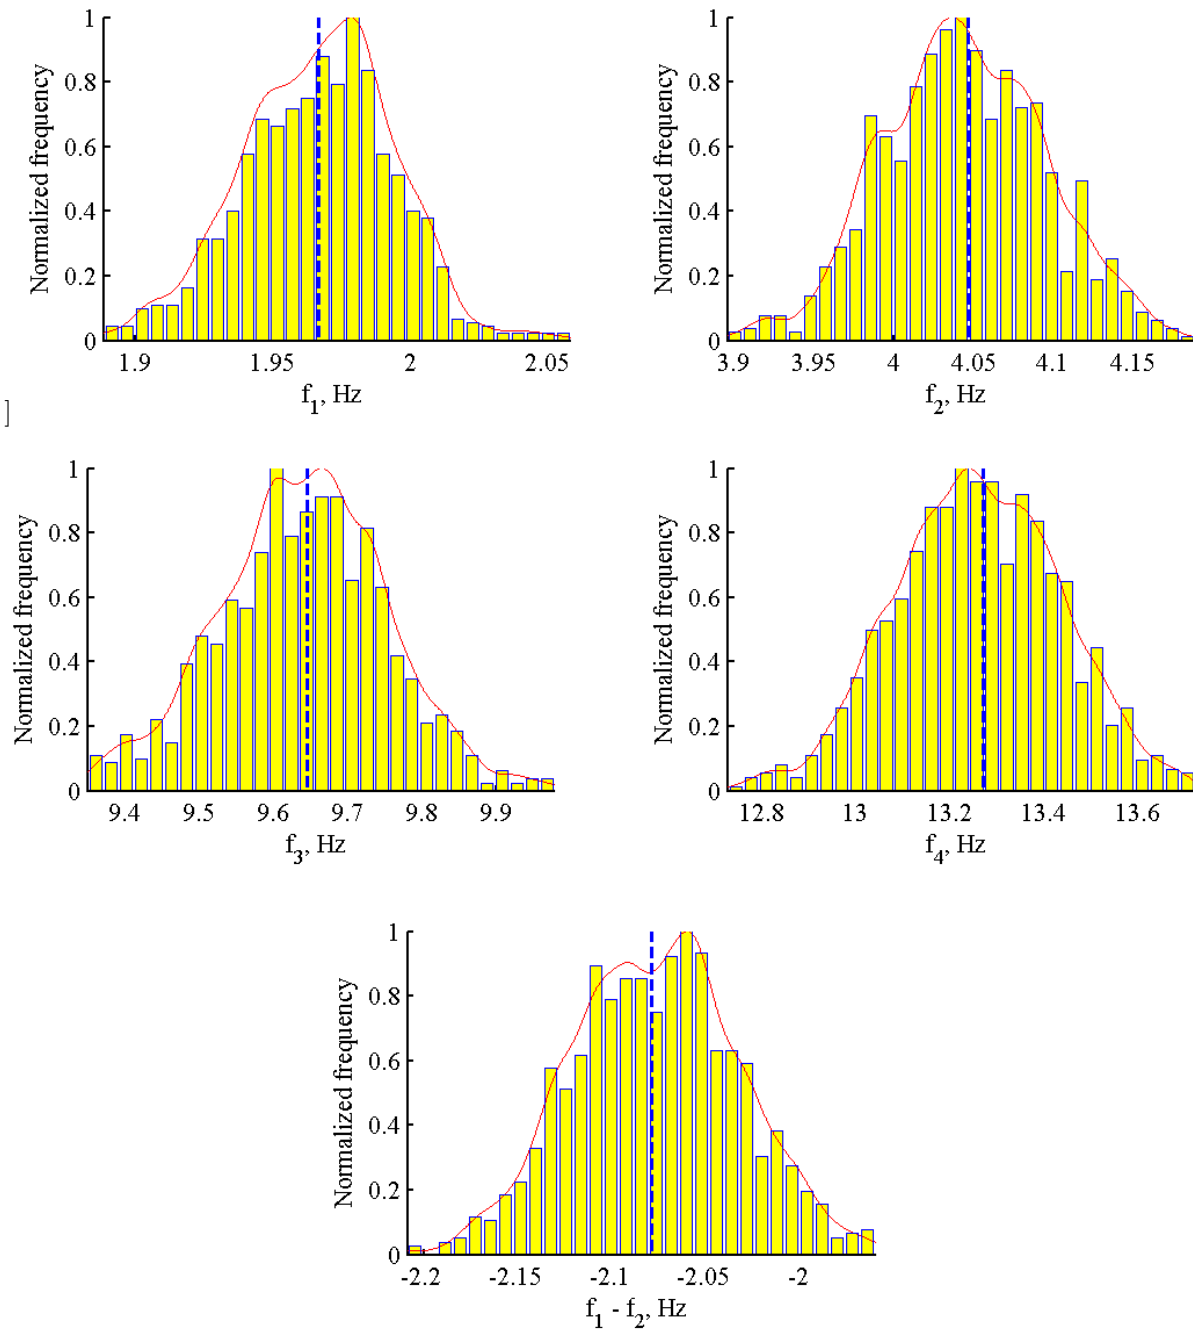 1
0.8
0.6
0.4
0.2
0
Normalized frequency
1.9 1.95 2 2.05
f1, Hz
1
0.8
0.6
0.4
0.2
0
Normalized frequency
3.9 3.95 4 4.05 4.1 4.15
f2, Hz
]
1
0.8
0.6
0.4
0.2
0
Normalized frequency
9.4 9.5 9.6 9.7 9.8 9.9
f3, Hz
1
0.8
0.6
0.4
0.2
0
Normalized frequency
12.8 13 13.2 13.4 13.6
f4, Hz
1
0.8
0.6
0.4
0.2
0
Normalized frequency
-2.2 -2.15 -2.1 -2.05 -2
f1 - f2, Hz